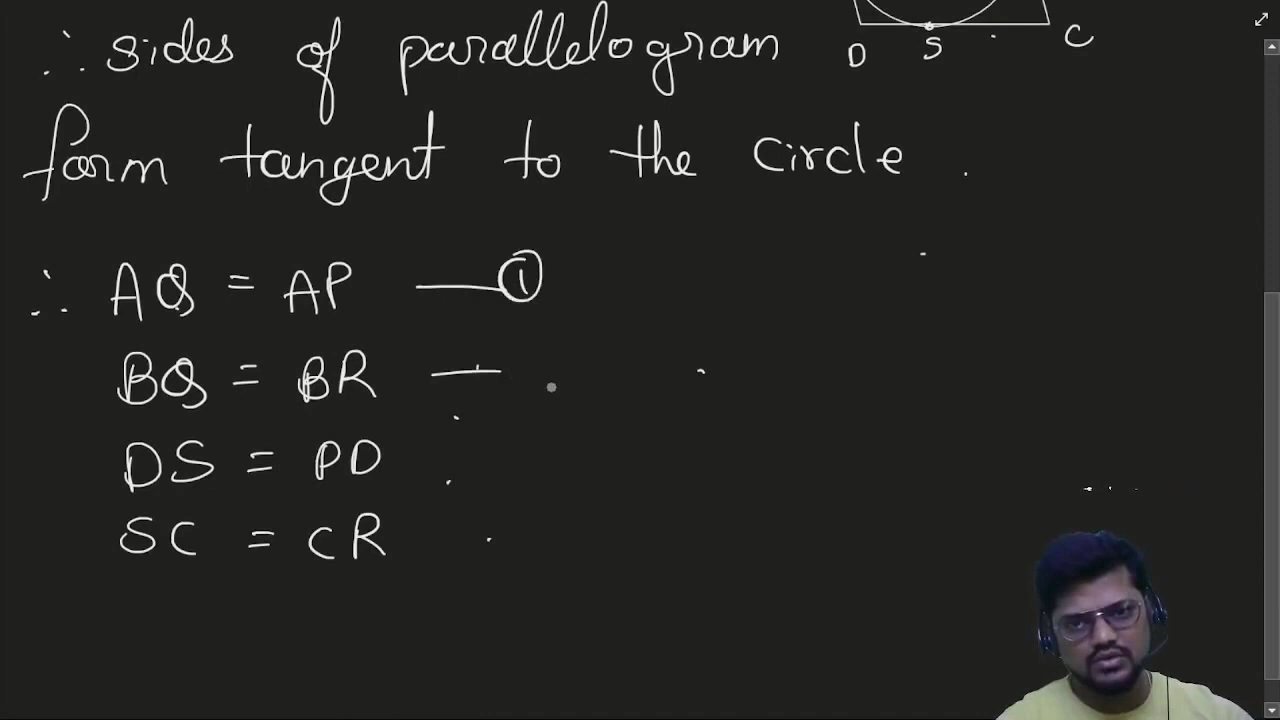 ∴ sides of parallelogram
D S C
form tangent to the circle .
∴ AQ = AP — ①
BQ = BR —
DS = PD
SC = CR